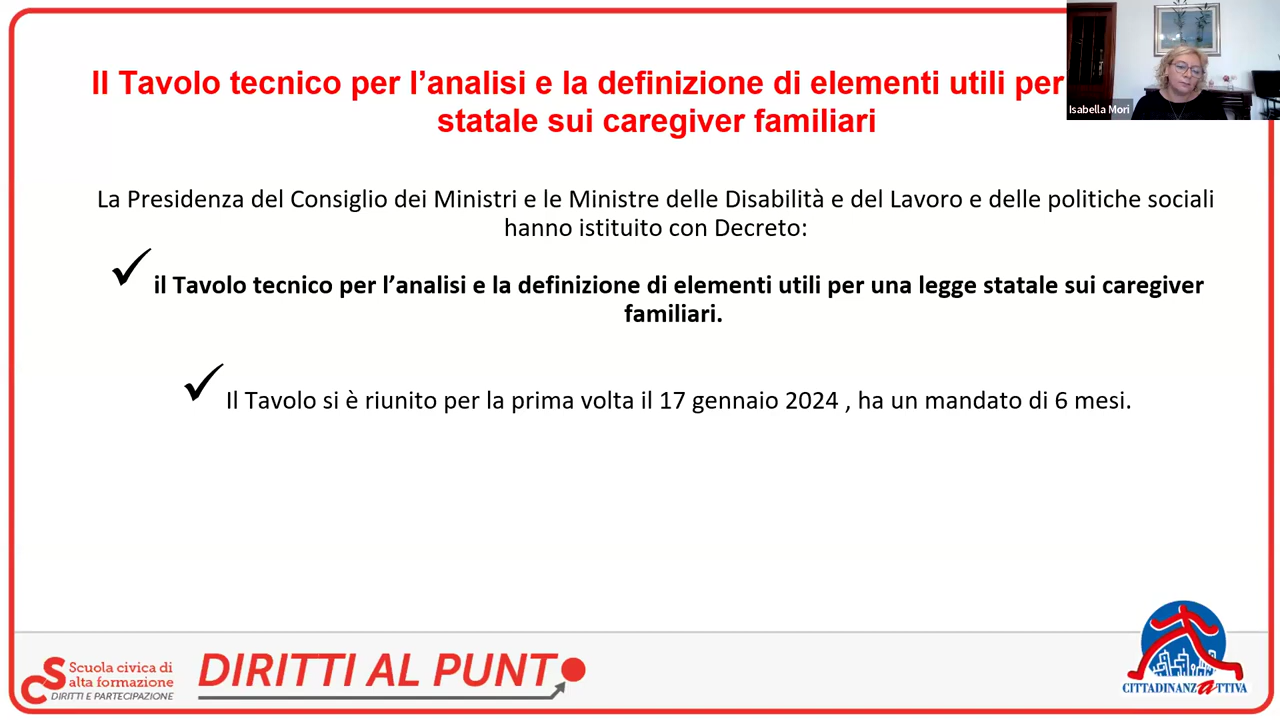 Il Tavolo tecnico per l’analisi e la definizione di elementi utili per
statale sui caregiver familiari
Isabella Mori
La Presidenza del Consiglio dei Ministri e le Ministre delle Disabilità e del Lavoro e delle politiche sociali
hanno istituito con Decreto:
il Tavolo tecnico per l’analisi e la definizione di elementi utili per una legge statale sui caregiver
familiari.
Il Tavolo si è riunito per la prima volta il 17 gennaio 2024 , ha un mandato di 6 mesi.
CS Scuola civica di
alta formazione
DIRITTI E PARTECIPAZIONE
DIRITTI AL PUNTO
CITTADINANZATTIVA